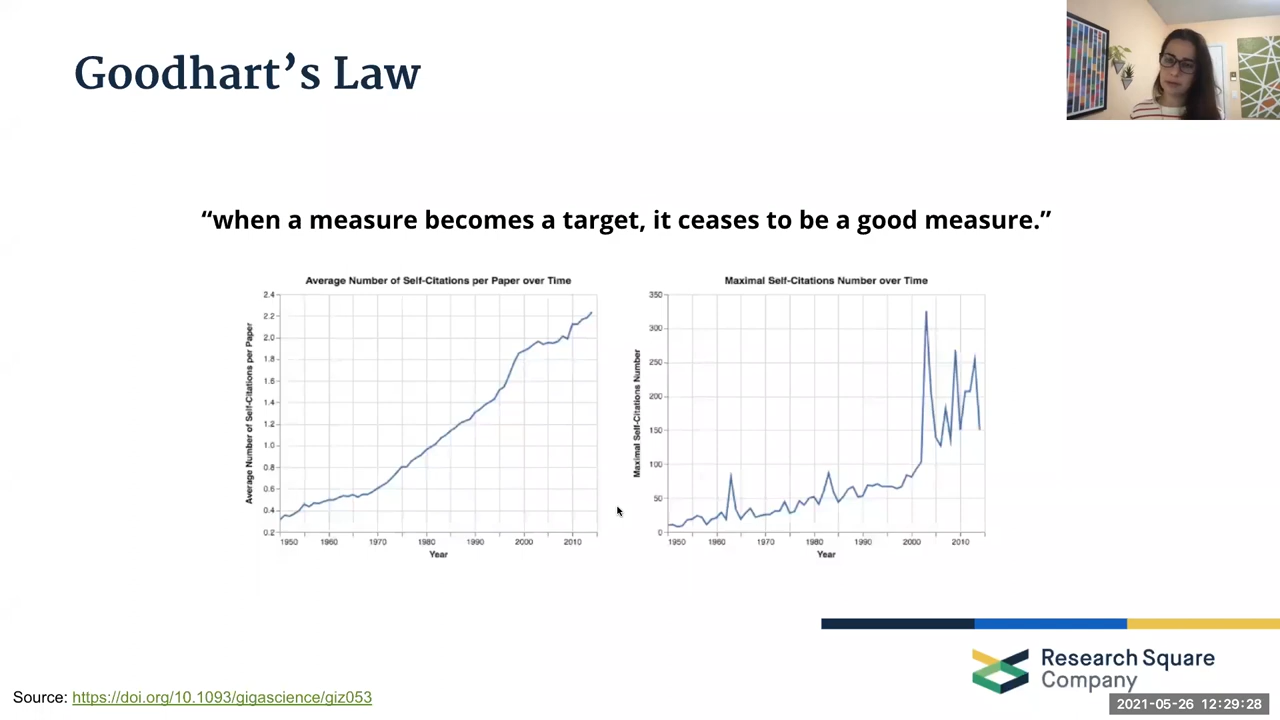 Goodhart’s Law
“when a measure becomes a target, it ceases to be a good measure.”
Average Number of Self-Citations per Paper over Time
Average Number of Self-Citations per Paper
2.4
2.2
2.0
1.8
1.6
1.4
1.2
1.0
0.8
0.6
0.4
0.2
1950 1960 1970 1980 1990 2000 2010
Year
Maximal Self-Citations Number over Time
Maximal Self-Citations Number
350
300
250
200
150
100
50
0
1950 1960 1970 1980 1990 2000 2010
Year
Research Square
Company
Source: https://doi.org/10.1093/gigascience/giz053
2021-05-26 12:29:28